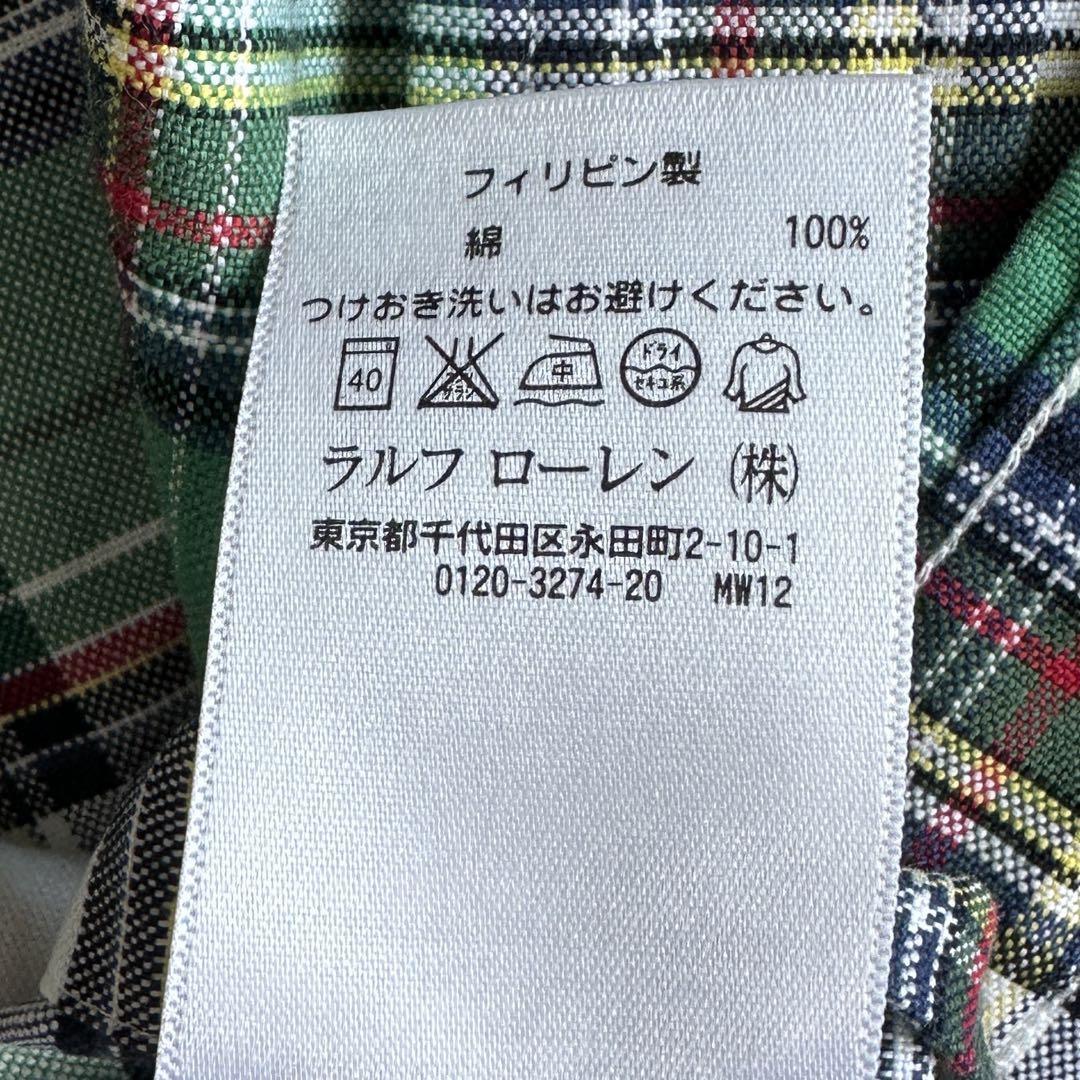 フィリピン製
綿 100%
つけおき洗いはお避けください。
40 中 ドライ セキユ系
ラルフ ローレン (株)
東京都千代田区永田町2-10-1
0120-3274-20 MW12